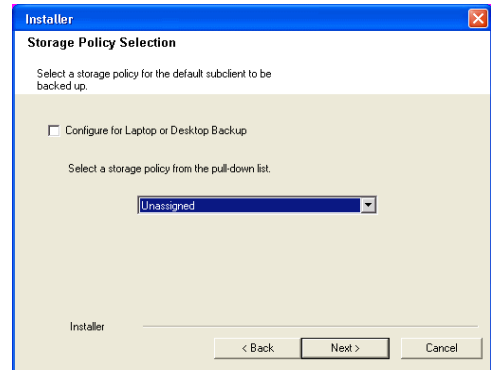 Installer
Storage Policy Selection
Select a storage policy for the default subclient to be
backed up.
Configure for Laptop or Desktop Backup
Select a storage policy from the pull-down list.
Unassigned
Installer
< Back
Next >
Cancel